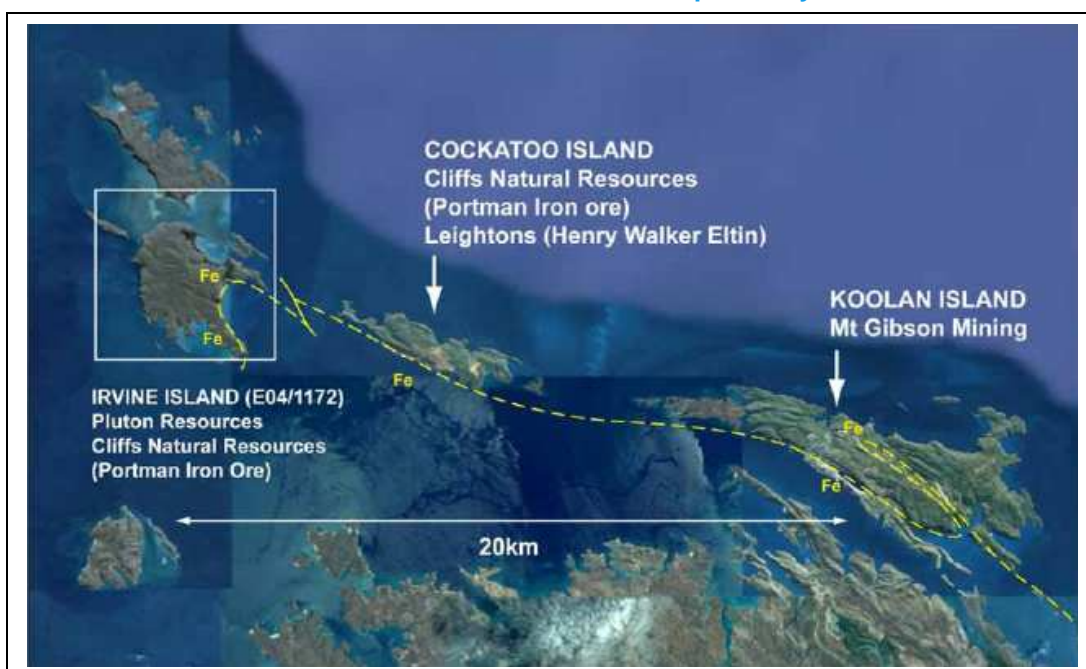 COCKATOO ISLAND
Cliffs Natural Resources
(Portman Iron ore)
Leightons (Henry Walker Eltin)
KOOLAN ISLAND
Mt Gibson Mining
Fe
Fe
Fe
Fe
Fe
IRVINE ISLAND (E04/1172)
Pluton Resources
Cliffs Natural Resources
(Portman Iron Ore)
20km